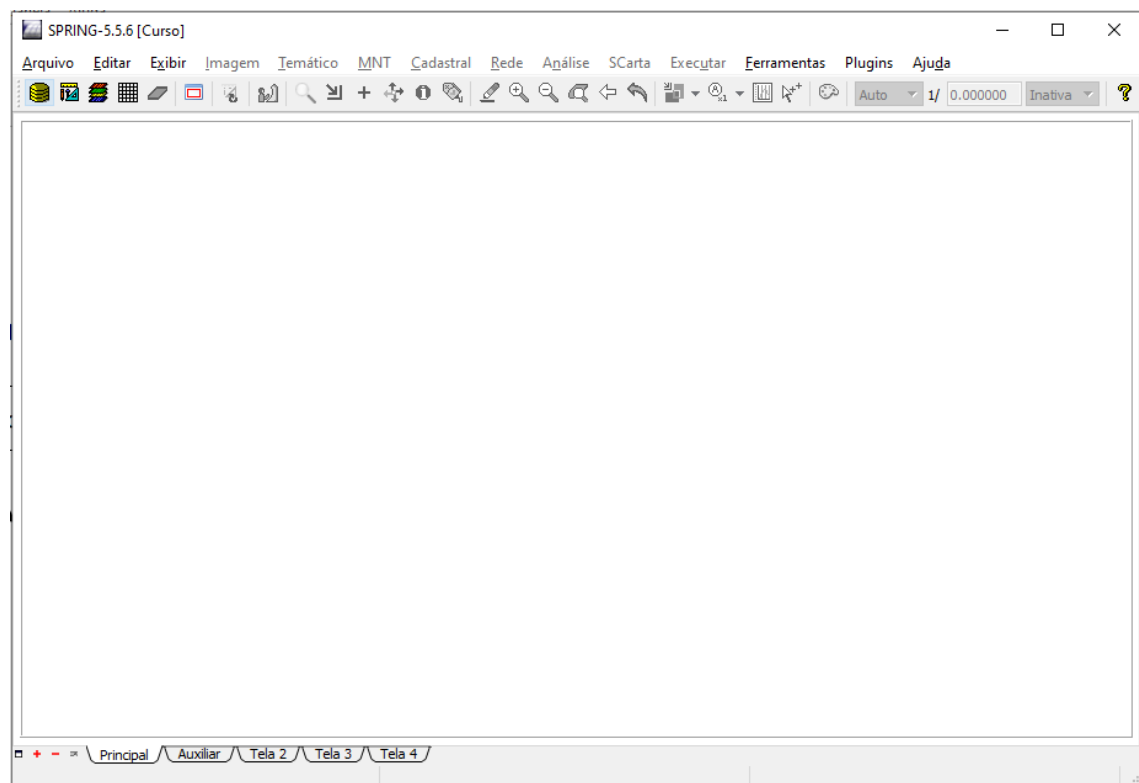 SPRING-5.5.6 [Curso]
Arquivo Editar Exibir Imagem Temático MNT Cadastral Rede Análise SCarta Executar Ferramentas Plugins Ajuda
Auto 1/ 0.000000 Inativa ?
Principal Auxiliar Tela 2 Tela 3 Tela 4